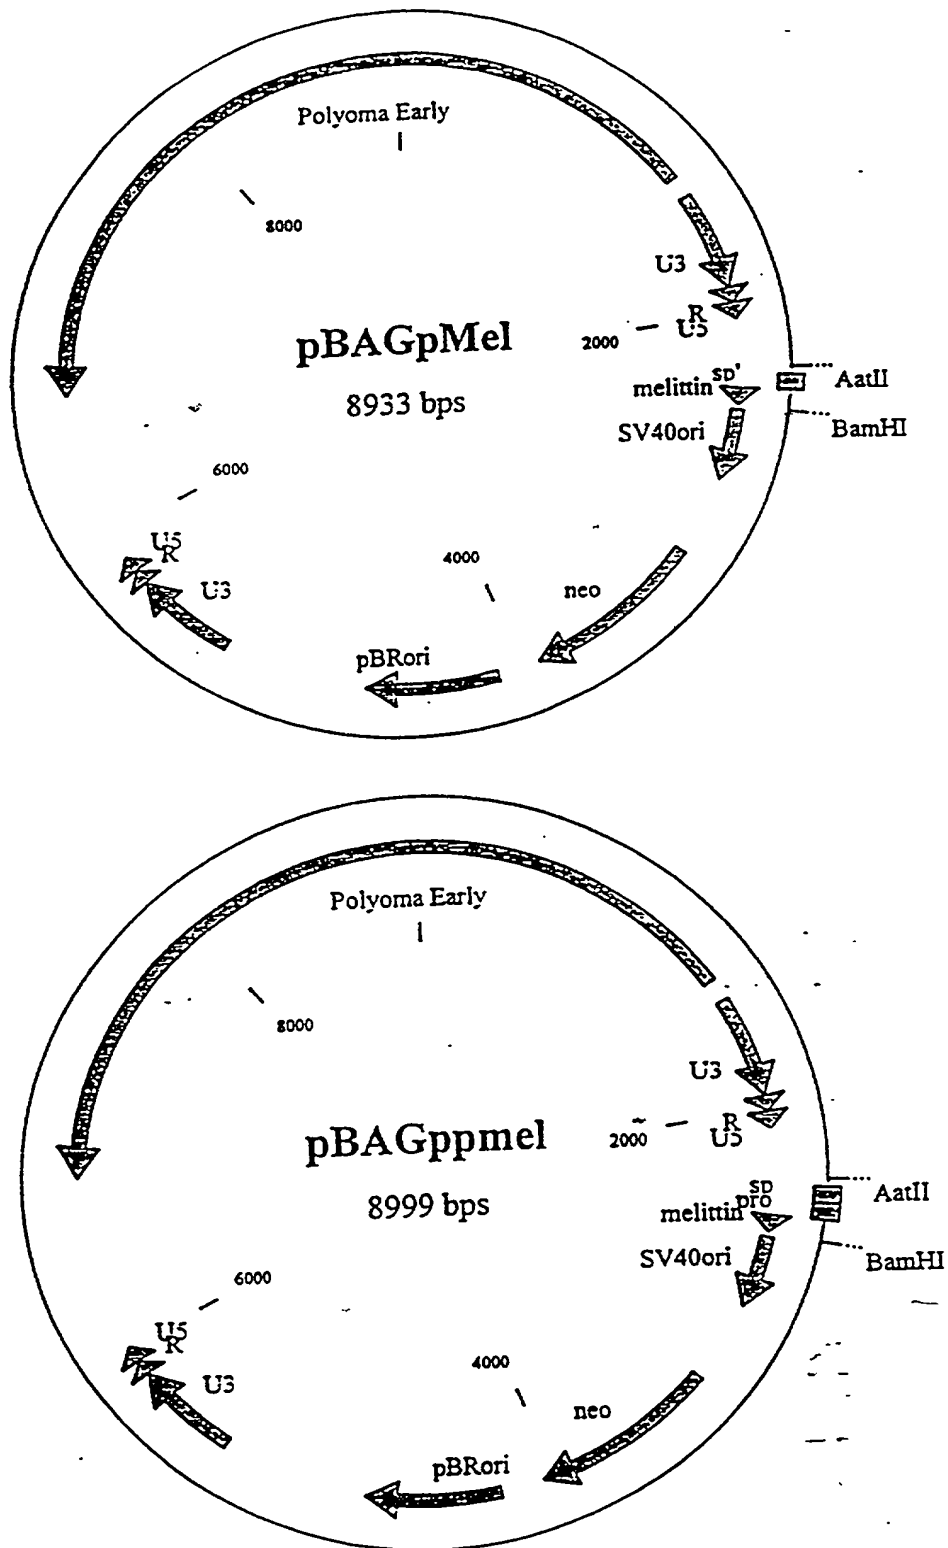 Polyoma Early
8000
U3
R
U5
2000
pBAGpMel
8933 bps
SD'
melittin
AatII
SV40ori
BamHI
6000
U5
R
U3
4000
neo
pBRori
Polyoma Early
8000
U3
R
U5
2000
pBAGppmel
8999 bps
SD
pro
melittin
AatII
SV40ori
BamHI
6000
U5
R
U3
4000
neo
pBRori